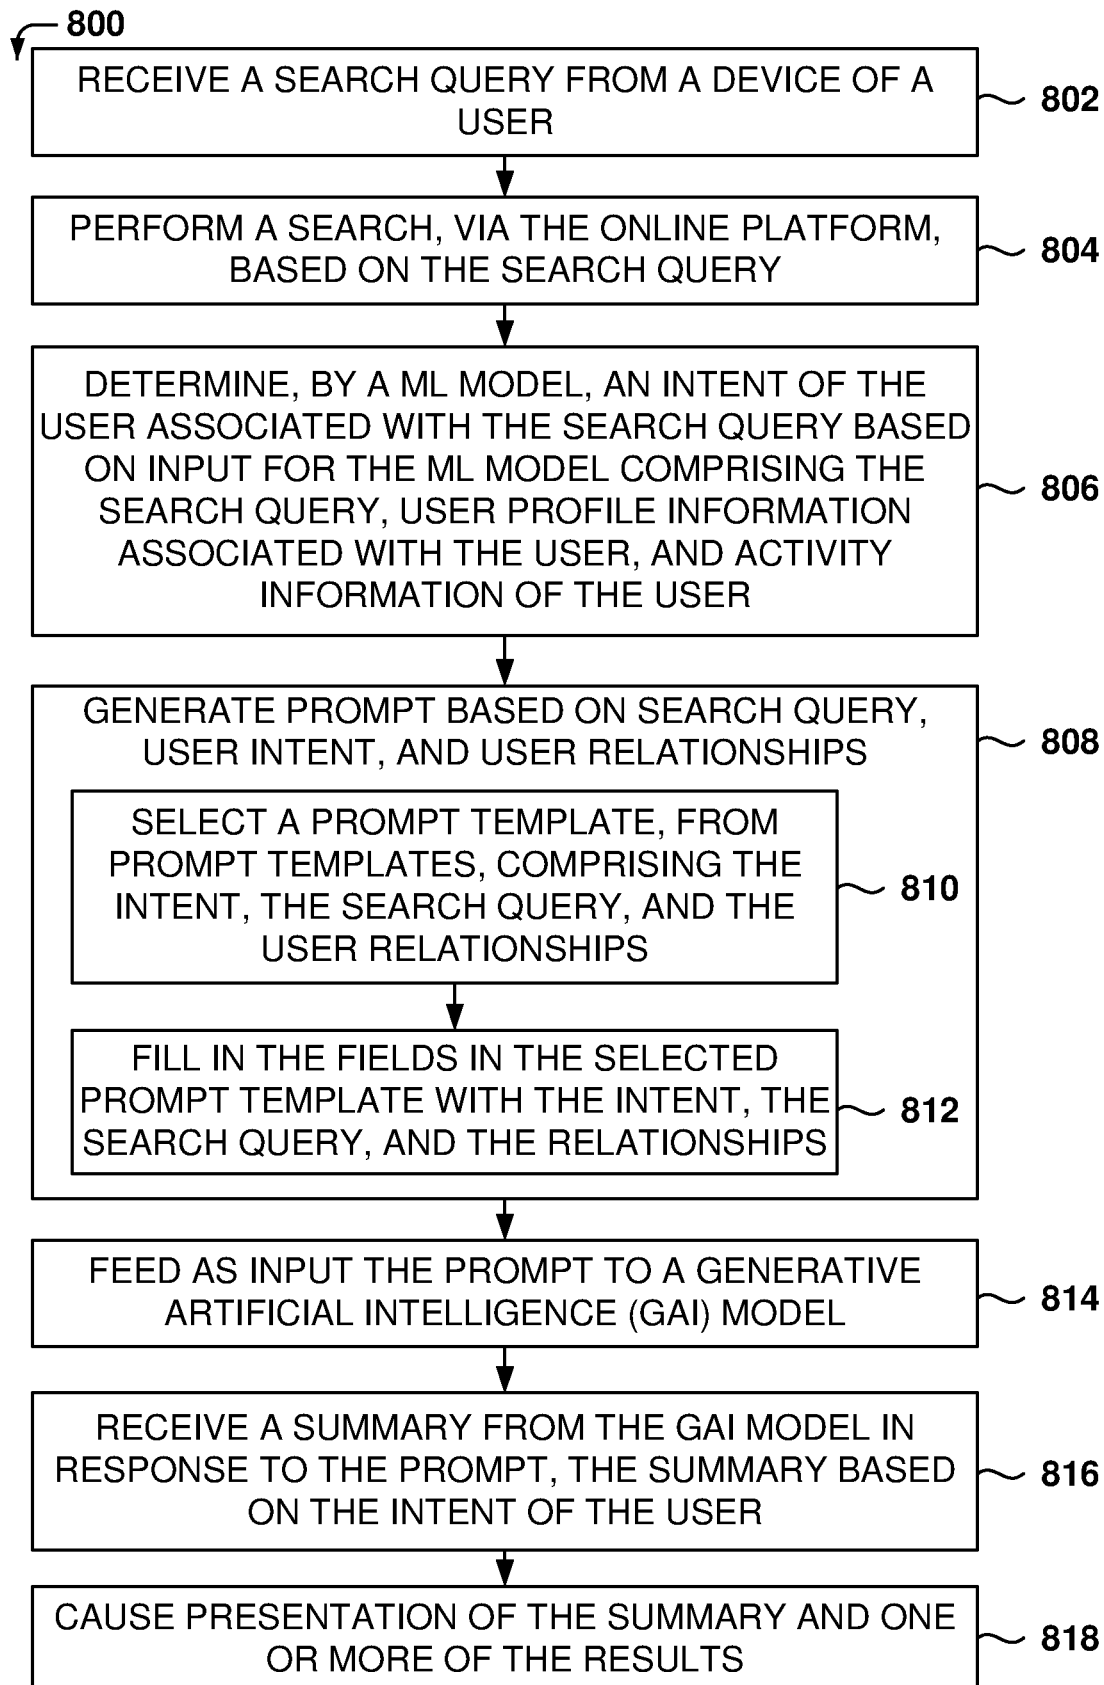 800
RECEIVE A SEARCH QUERY FROM A DEVICE OF A
USER
802
PERFORM A SEARCH, VIA THE ONLINE PLATFORM,
BASED ON THE SEARCH QUERY
804
DETERMINE, BY A ML MODEL, AN INTENT OF THE
USER ASSOCIATED WITH THE SEARCH QUERY BASED
ON INPUT FOR THE ML MODEL COMPRISING THE
SEARCH QUERY, USER PROFILE INFORMATION
ASSOCIATED WITH THE USER, AND ACTIVITY
INFORMATION OF THE USER
806
GENERATE PROMPT BASED ON SEARCH QUERY,
USER INTENT, AND USER RELATIONSHIPS
808
SELECT A PROMPT TEMPLATE, FROM
PROMPT TEMPLATES, COMPRISING THE
INTENT, THE SEARCH QUERY, AND THE
USER RELATIONSHIPS
810
FILL IN THE FIELDS IN THE SELECTED
PROMPT TEMPLATE WITH THE INTENT, THE
SEARCH QUERY, AND THE RELATIONSHIPS
812
FEED AS INPUT THE PROMPT TO A GENERATIVE
ARTIFICIAL INTELLIGENCE (GAI) MODEL
814
RECEIVE A SUMMARY FROM THE GAI MODEL IN
RESPONSE TO THE PROMPT, THE SUMMARY BASED
ON THE INTENT OF THE USER
816
CAUSE PRESENTATION OF THE SUMMARY AND ONE
OR MORE OF THE RESULTS
818